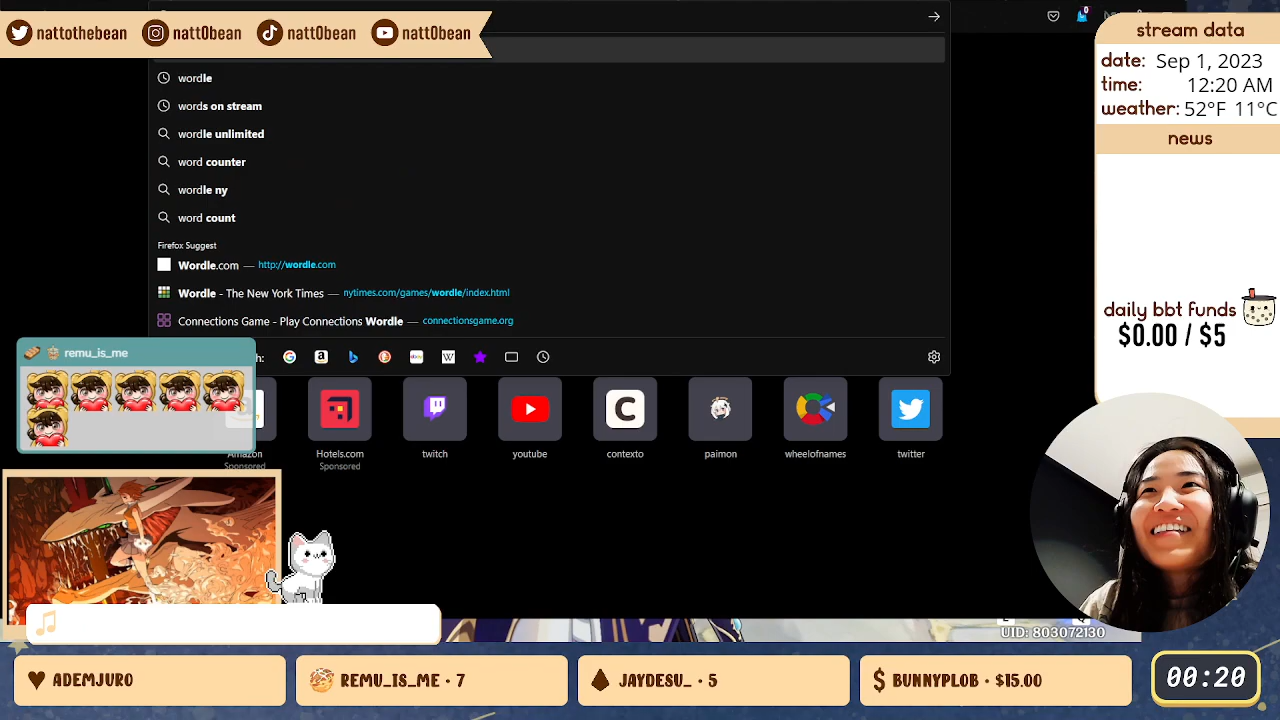 nattothebean
natt0bean
natt0bean
natt0bean
wordle
words on stream
wordle unlimited
word counter
wordle ny
word count
Firefox Suggest
Wordle.com — http://wordle.com
Wordle - The New York Times — nytimes.com/games/wordle/index.html
Connections Game - Play Connections Wordle — connectionsgame.org
h:
Amazon
Sponsored
Hotels.com
Sponsored
twitch
youtube
contexto
paimon
wheelofnames
twitter
stream data
date: Sep 1, 2023
time: 12:20 AM
weather: 52°F 11°C
news
daily bbt funds
$0.00 / $5
remu_is_me
UID: 803072130
ADEMJURO
REMU_IS_ME • 7
JAYDESU_ • 5
$ BUNNYPLOB • $15.00
00:20